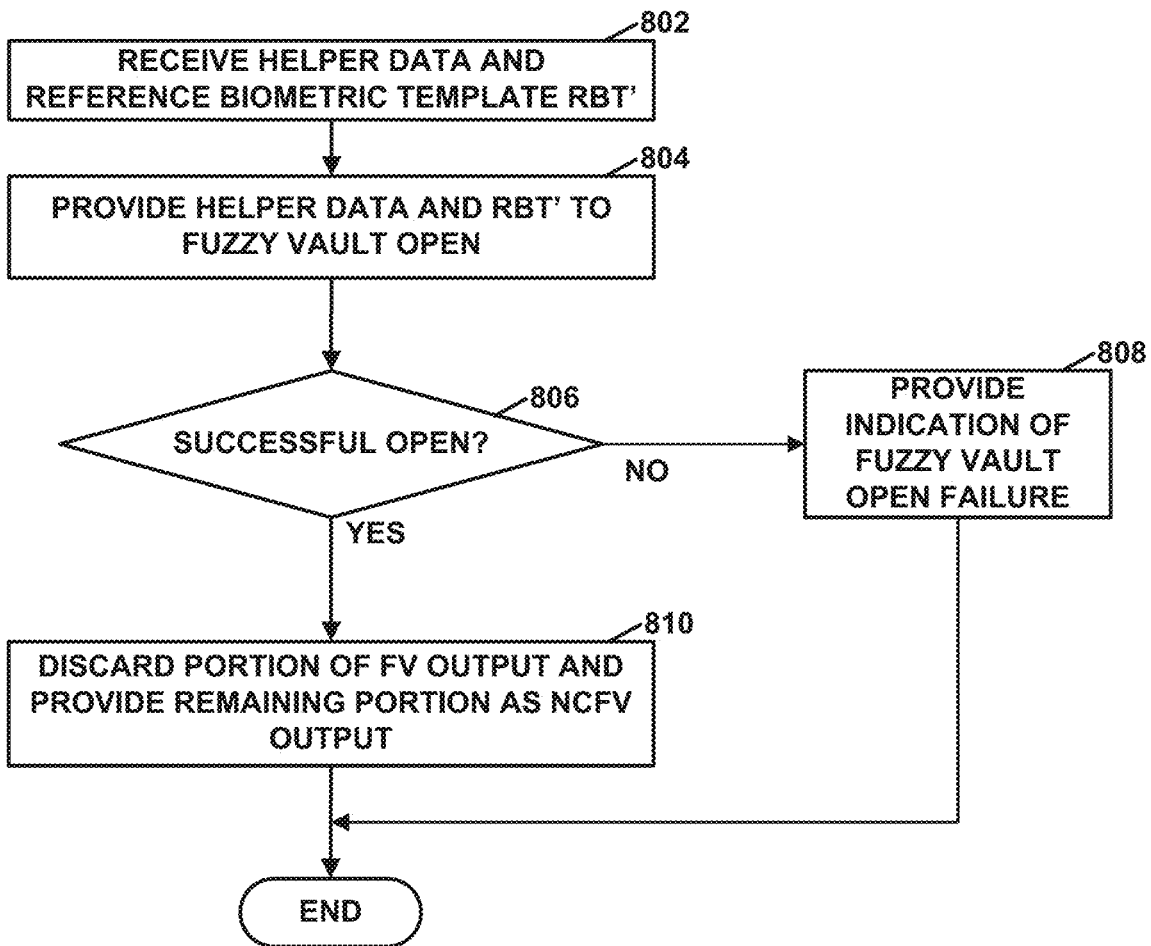 802
RECEIVE HELPER DATA AND
REFERENCE BIOMETRIC TEMPLATE RBT’
804
PROVIDE HELPER DATA AND RBT’ TO
FUZZY VAULT OPEN
806
SUCCESSFUL OPEN?
NO
YES
808
PROVIDE
INDICATION OF
FUZZY VAULT
OPEN FAILURE
810
DISCARD PORTION OF FV OUTPUT AND
PROVIDE REMAINING PORTION AS NCFV
OUTPUT
END